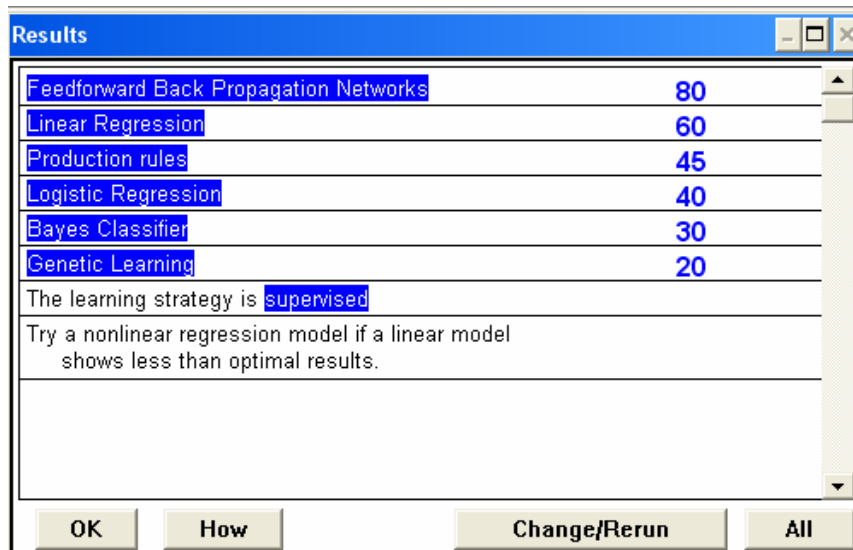 Results
Feedforward Back Propagation Networks 80
Linear Regression 60
Production rules 45
Logistic Regression 40
Bayes Classifier 30
Genetic Learning 20
The learning strategy is supervised
Try a nonlinear regression model if a linear model
shows less than optimal results.
OK How Change/Rerun All